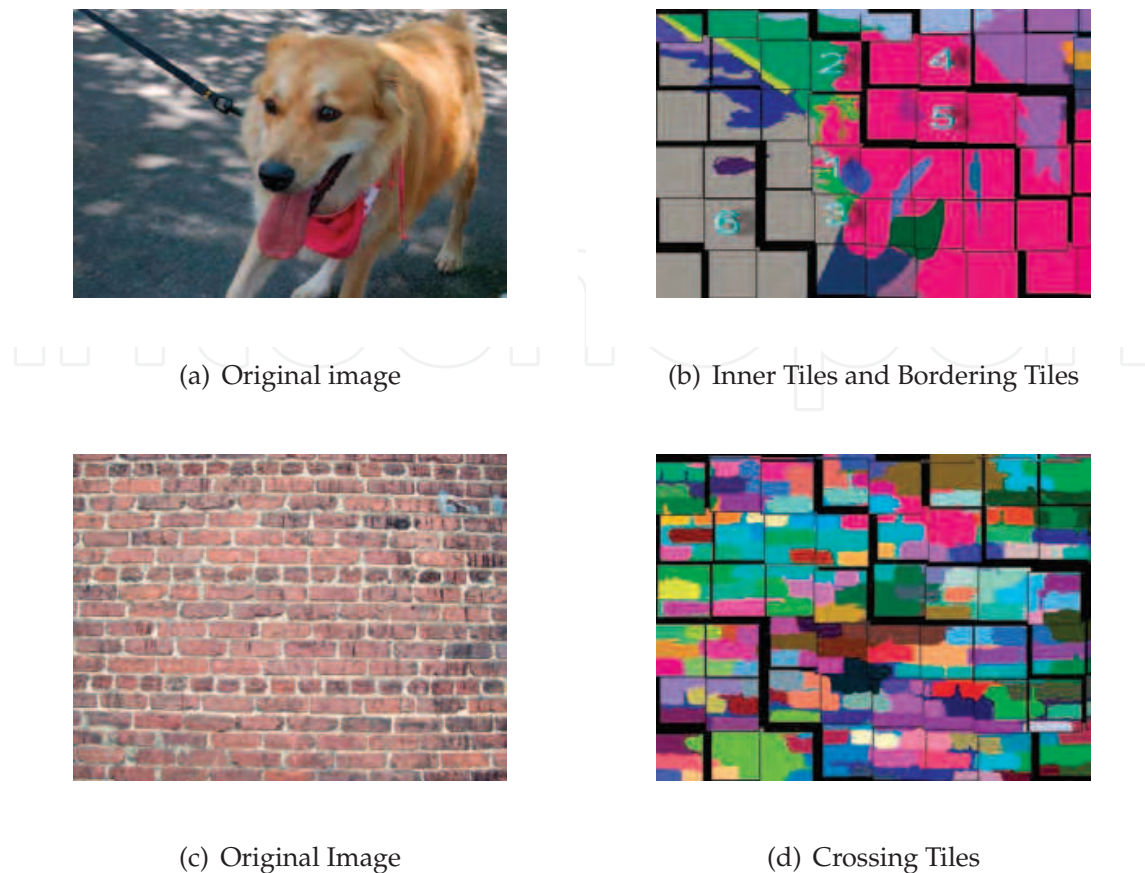 2 4
5
1
3
6
(a) Original image (b) Inner Tiles and Bordering Tiles
(c) Original Image (d) Crossing Tiles